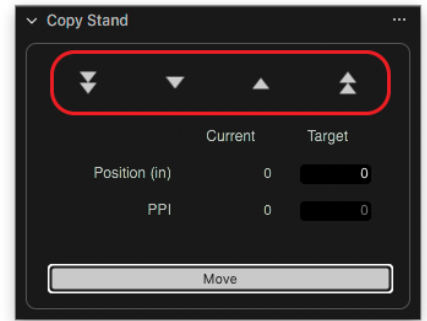 Copy Stand
Current Target
Position (in) 0 0
PPI 0 0
Move